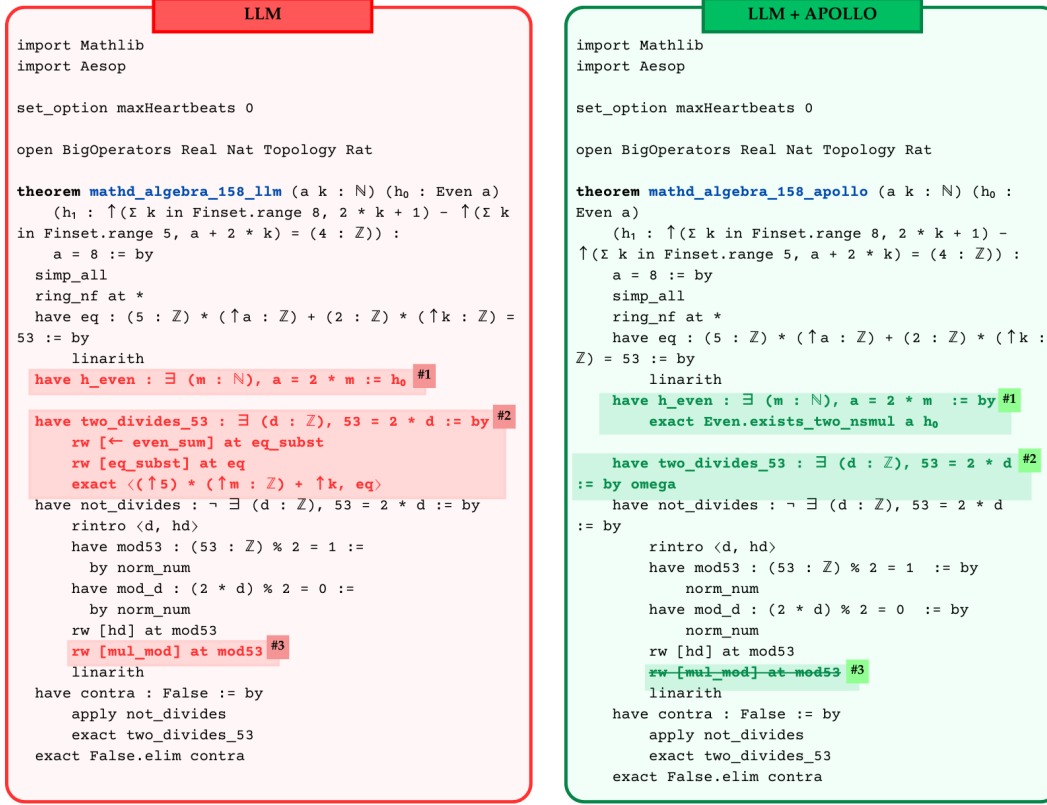 LLM
import Mathlib
import Aesop
set_option maxHeartbeats 0
open BigOperators Real Nat Topology Rat
theorem mathd_algebra_158_llm (a k : ℕ) (h₀ : Even a)
(h₁ : ↑(Σ k in Finset.range 8, 2 * k + 1) - ↑(Σ k
in Finset.range 5, a + 2 * k) = (4 : ℤ)) :
a = 8 := by
simp_all
ring_nf at *
have eq : (5 : ℤ) * (↑a : ℤ) + (2 : ℤ) * (↑k : ℤ) =
53 := by
linarith
have h_even : ∃ (m : ℕ), a = 2 * m := h₀ #1
have two_divides_53 : ∃ (d : ℤ), 53 = 2 * d := by #2
rw [← even_sum] at eq_subst
rw [eq_subst] at eq
exact ⟨(↑5) * (↑m : ℤ) + ↑k, eq⟩
have not_divides : ¬ ∃ (d : ℤ), 53 = 2 * d := by
rintro ⟨d, hd⟩
have mod53 : (53 : ℤ) % 2 = 1 :=
by norm_num
have mod_d : (2 * d) % 2 = 0 :=
by norm_num
rw [hd] at mod53
rw [mul_mod] at mod53 #3
linarith
have contra : False := by
apply not_divides
exact two_divides_53
exact False.elim contra
LLM + APOLLO
import Mathlib
import Aesop
set_option maxHeartbeats 0
open BigOperators Real Nat Topology Rat
theorem mathd_algebra_158_apollo (a k : ℕ) (h₀ :
Even a)
(h₁ : ↑(Σ k in Finset.range 8, 2 * k + 1) -
↑(Σ k in Finset.range 5, a + 2 * k) = (4 : ℤ)) :
a = 8 := by
simp_all
ring_nf at *
have eq : (5 : ℤ) * (↑a : ℤ) + (2 : ℤ) * (↑k :
ℤ) = 53 := by
linarith
have h_even : ∃ (m : ℕ), a = 2 * m := by #1
exact Even.exists_two_nsmul a h₀
have two_divides_53 : ∃ (d : ℤ), 53 = 2 * d #2
:= by omega
have not_divides : ¬ ∃ (d : ℤ), 53 = 2 * d
:= by
rintro ⟨d, hd⟩
have mod53 : (53 : ℤ) % 2 = 1 := by
norm_num
have mod_d : (2 * d) % 2 = 0 := by
norm_num
rw [hd] at mod53
rw [mul_mod] at mod53 #3
linarith
have contra : False := by
apply not_divides
exact two_divides_53
exact False.elim contra